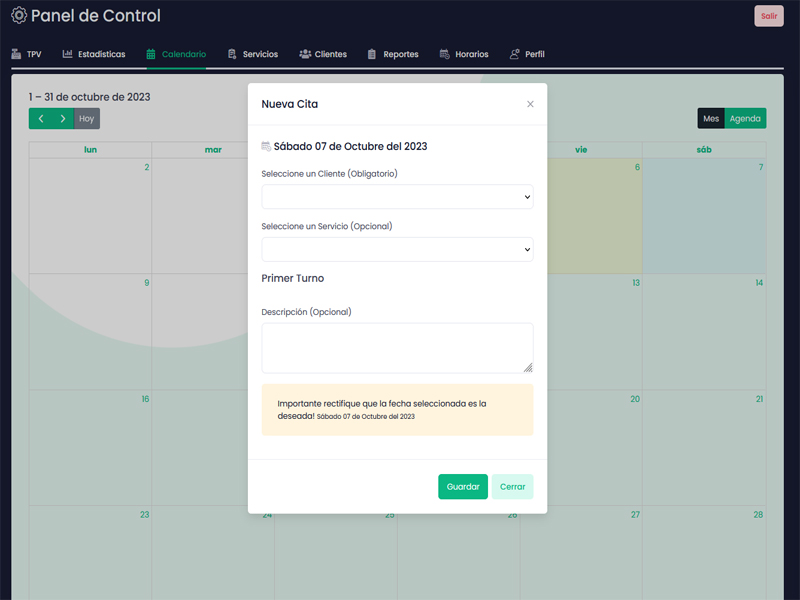 Panel de Control
Salir
TPV
Estadísticas
Calendario
Servicios
Clientes
Reportes
Horarios
Perfil
1 – 31 de octubre de 2023
Hoy
Mes
Agenda
lun
mar
vie
sáb
2
6
7
9
13
14
16
20
21
23
24
25
26
27
28
Nueva Cita
Sábado 07 de Octubre del 2023
Seleccione un Cliente (Obligatorio)
Seleccione un Servicio (Opcional)
Primer Turno
Descripción (Opcional)
Importante rectifique que la fecha seleccionada es la
deseada! Sábado 07 de Octubre del 2023
Guardar
Cerrar